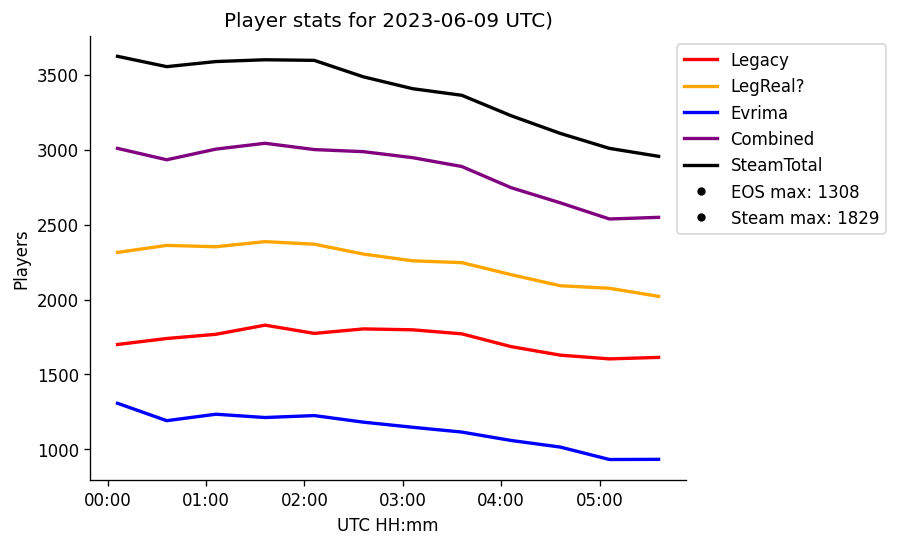 Player stats for 2023-06-09 UTC)
Legacy
LegReal?
Evrima
Combined
SteamTotal
EOS max: 1308
Steam max: 1829
Players
3500
3000
2500
2000
1500
1000
00:00 01:00 02:00 03:00 04:00 05:00
UTC HH:mm